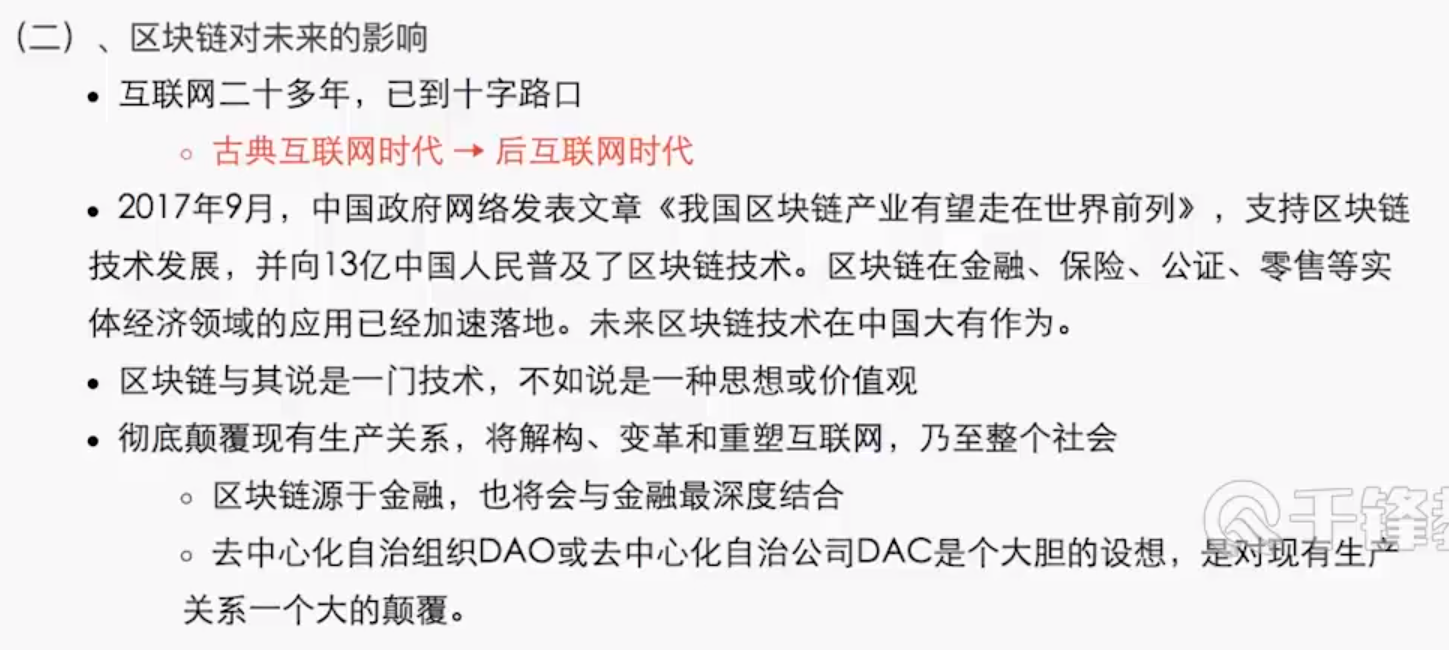 (二) 、区块链对未来的影响
• 互联网二十多年，已到十字路口
○ 古典互联网时代 → 后互联网时代
• 2017年9月，中国政府网络发表文章《我国区块链产业有望走在世界前列》，支持区块链
技术发展，并向13亿中国人民普及了区块链技术。区块链在金融、保险、公证、零售等实
体经济领域的应用已经加速落地。未来区块链技术在中国大有作为。
• 区块链与其说是一门技术，不如说是一种思想或价值观
• 彻底颠覆现有生产关系，将解构、变革和重塑互联网，乃至整个社会
○ 区块链源于金融，也将会与金融最深度结合
千锋教
○ 去中心化自治组织DAO或去中心化自治公司DAC是个大胆的设想，是对现有生产
关系一个大的颠覆。